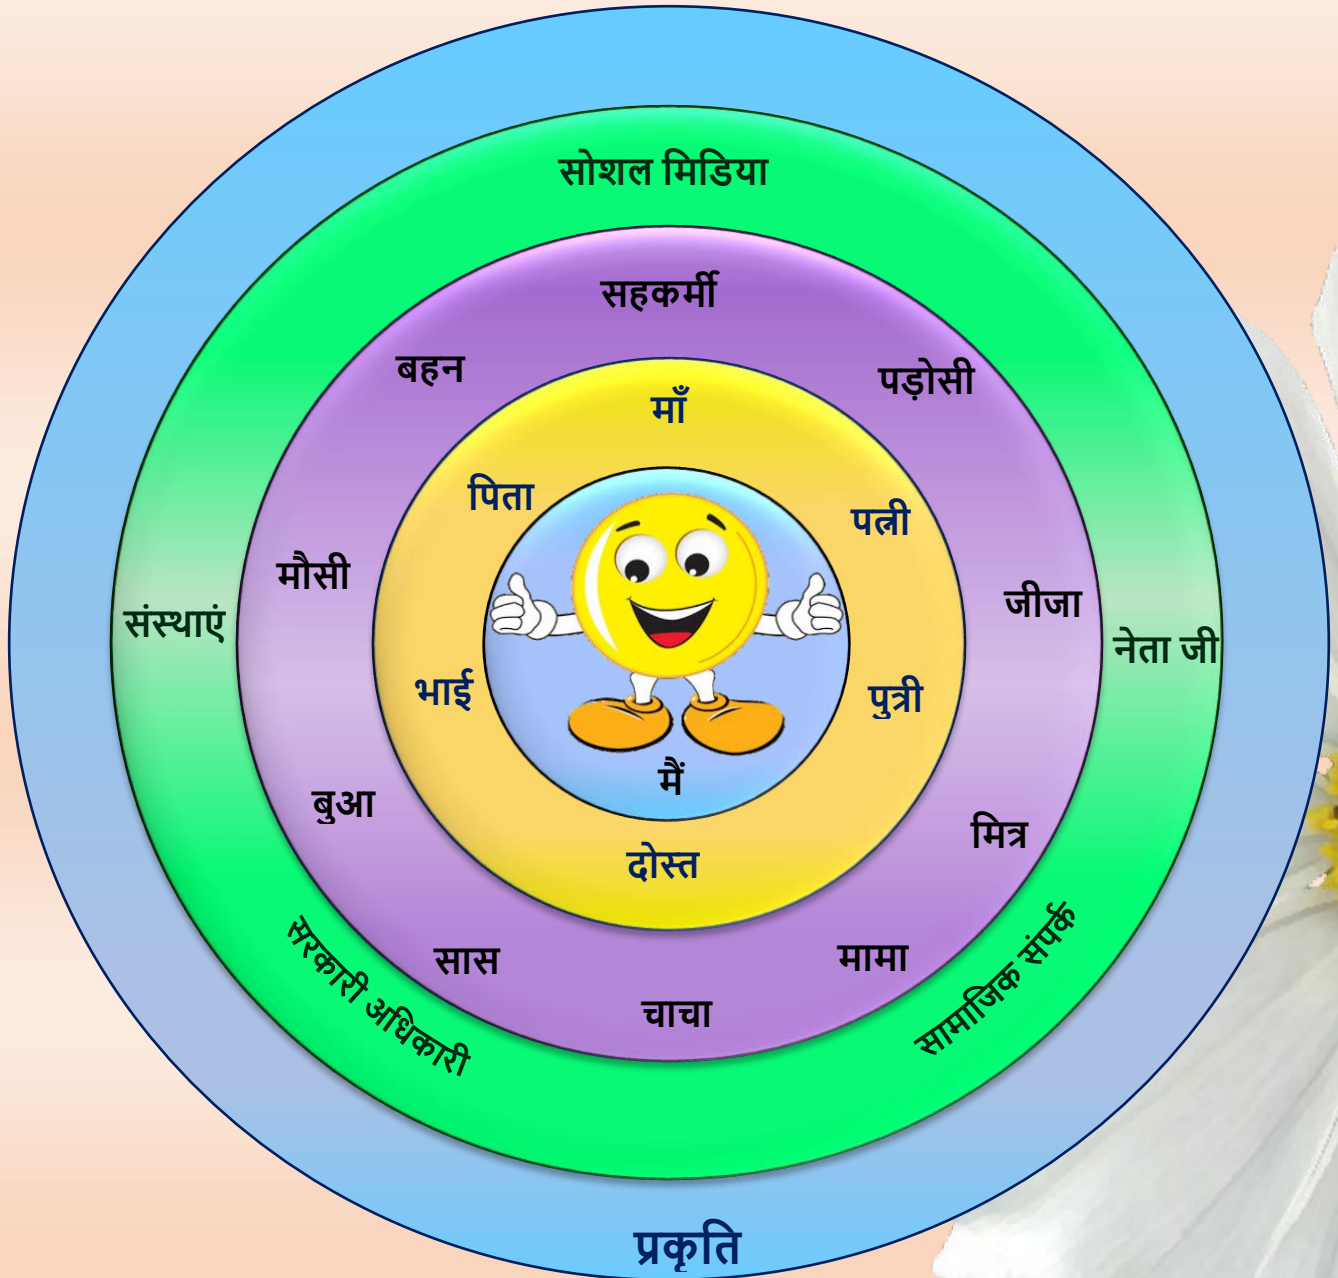 सोशल मिडिया
सहकर्मी
बहन
पड़ोसी
माँ
पिता
पत्नी
मौसी
जीजा
संस्थाएं
नेता जी
भाई
पुत्री
मैं
बुआ
मित्र
दोस्त
सरकारी अधिकारी
सामाजिक संपर्क
सास
मामा
चाचा
प्रकृति